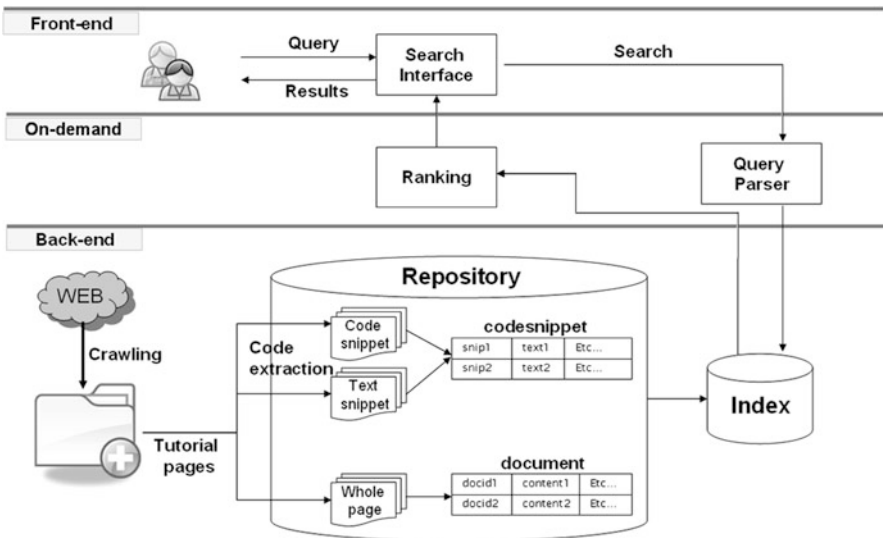 Front-end
Query
Results
Search
Interface
Search
On-demand
Ranking
Query
Parser
Back-end
WEB
Crawling
Tutorial
pages
Repository
Code
extraction
Code
snippet
Text
snippet
Whole
page
codesnippet
snip1 text1 Etc...
snip2 text2 Etc...
document
docid1 content1 Etc...
docid2 content2 Etc...
Index